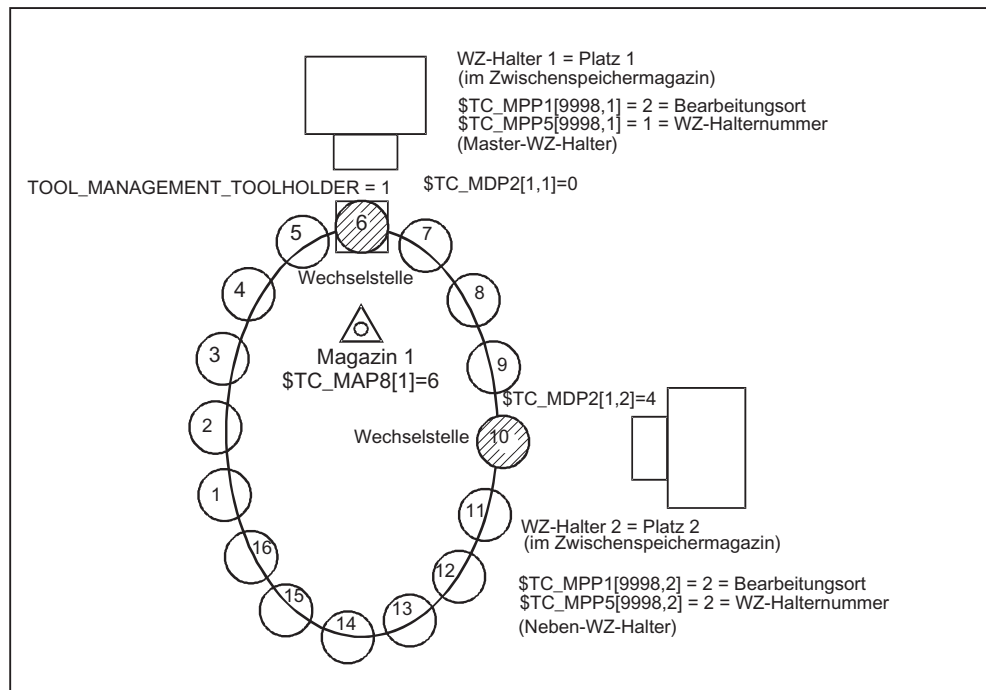 WZ-Halter 1 = Platz 1
(im Zwischenspeichermagazin)
$TC_MPP1[9998,1] = 2 = Bearbeitungsort
$TC_MPP5[9998,1] = 1 = WZ-Halternummer
(Master-WZ-Halter)
TOOL_MANAGEMENT_TOOLHOLDER = 1
$TC_MDP2[1,1]=0
6
5
7
Wechselstelle
4
8
Magazin 1
$TC_MAP8[1]=6
3
9
$TC_MDP2[1,2]=4
2
Wechselstelle
10
1
11
WZ-Halter 2 = Platz 2
(im Zwischenspeichermagazin)
16
12
$TC_MPP1[9998,2] = 2 = Bearbeitungsort
$TC_MPP5[9998,2] = 2 = WZ-Halternummer
(Neben-WZ-Halter)
15
13
14